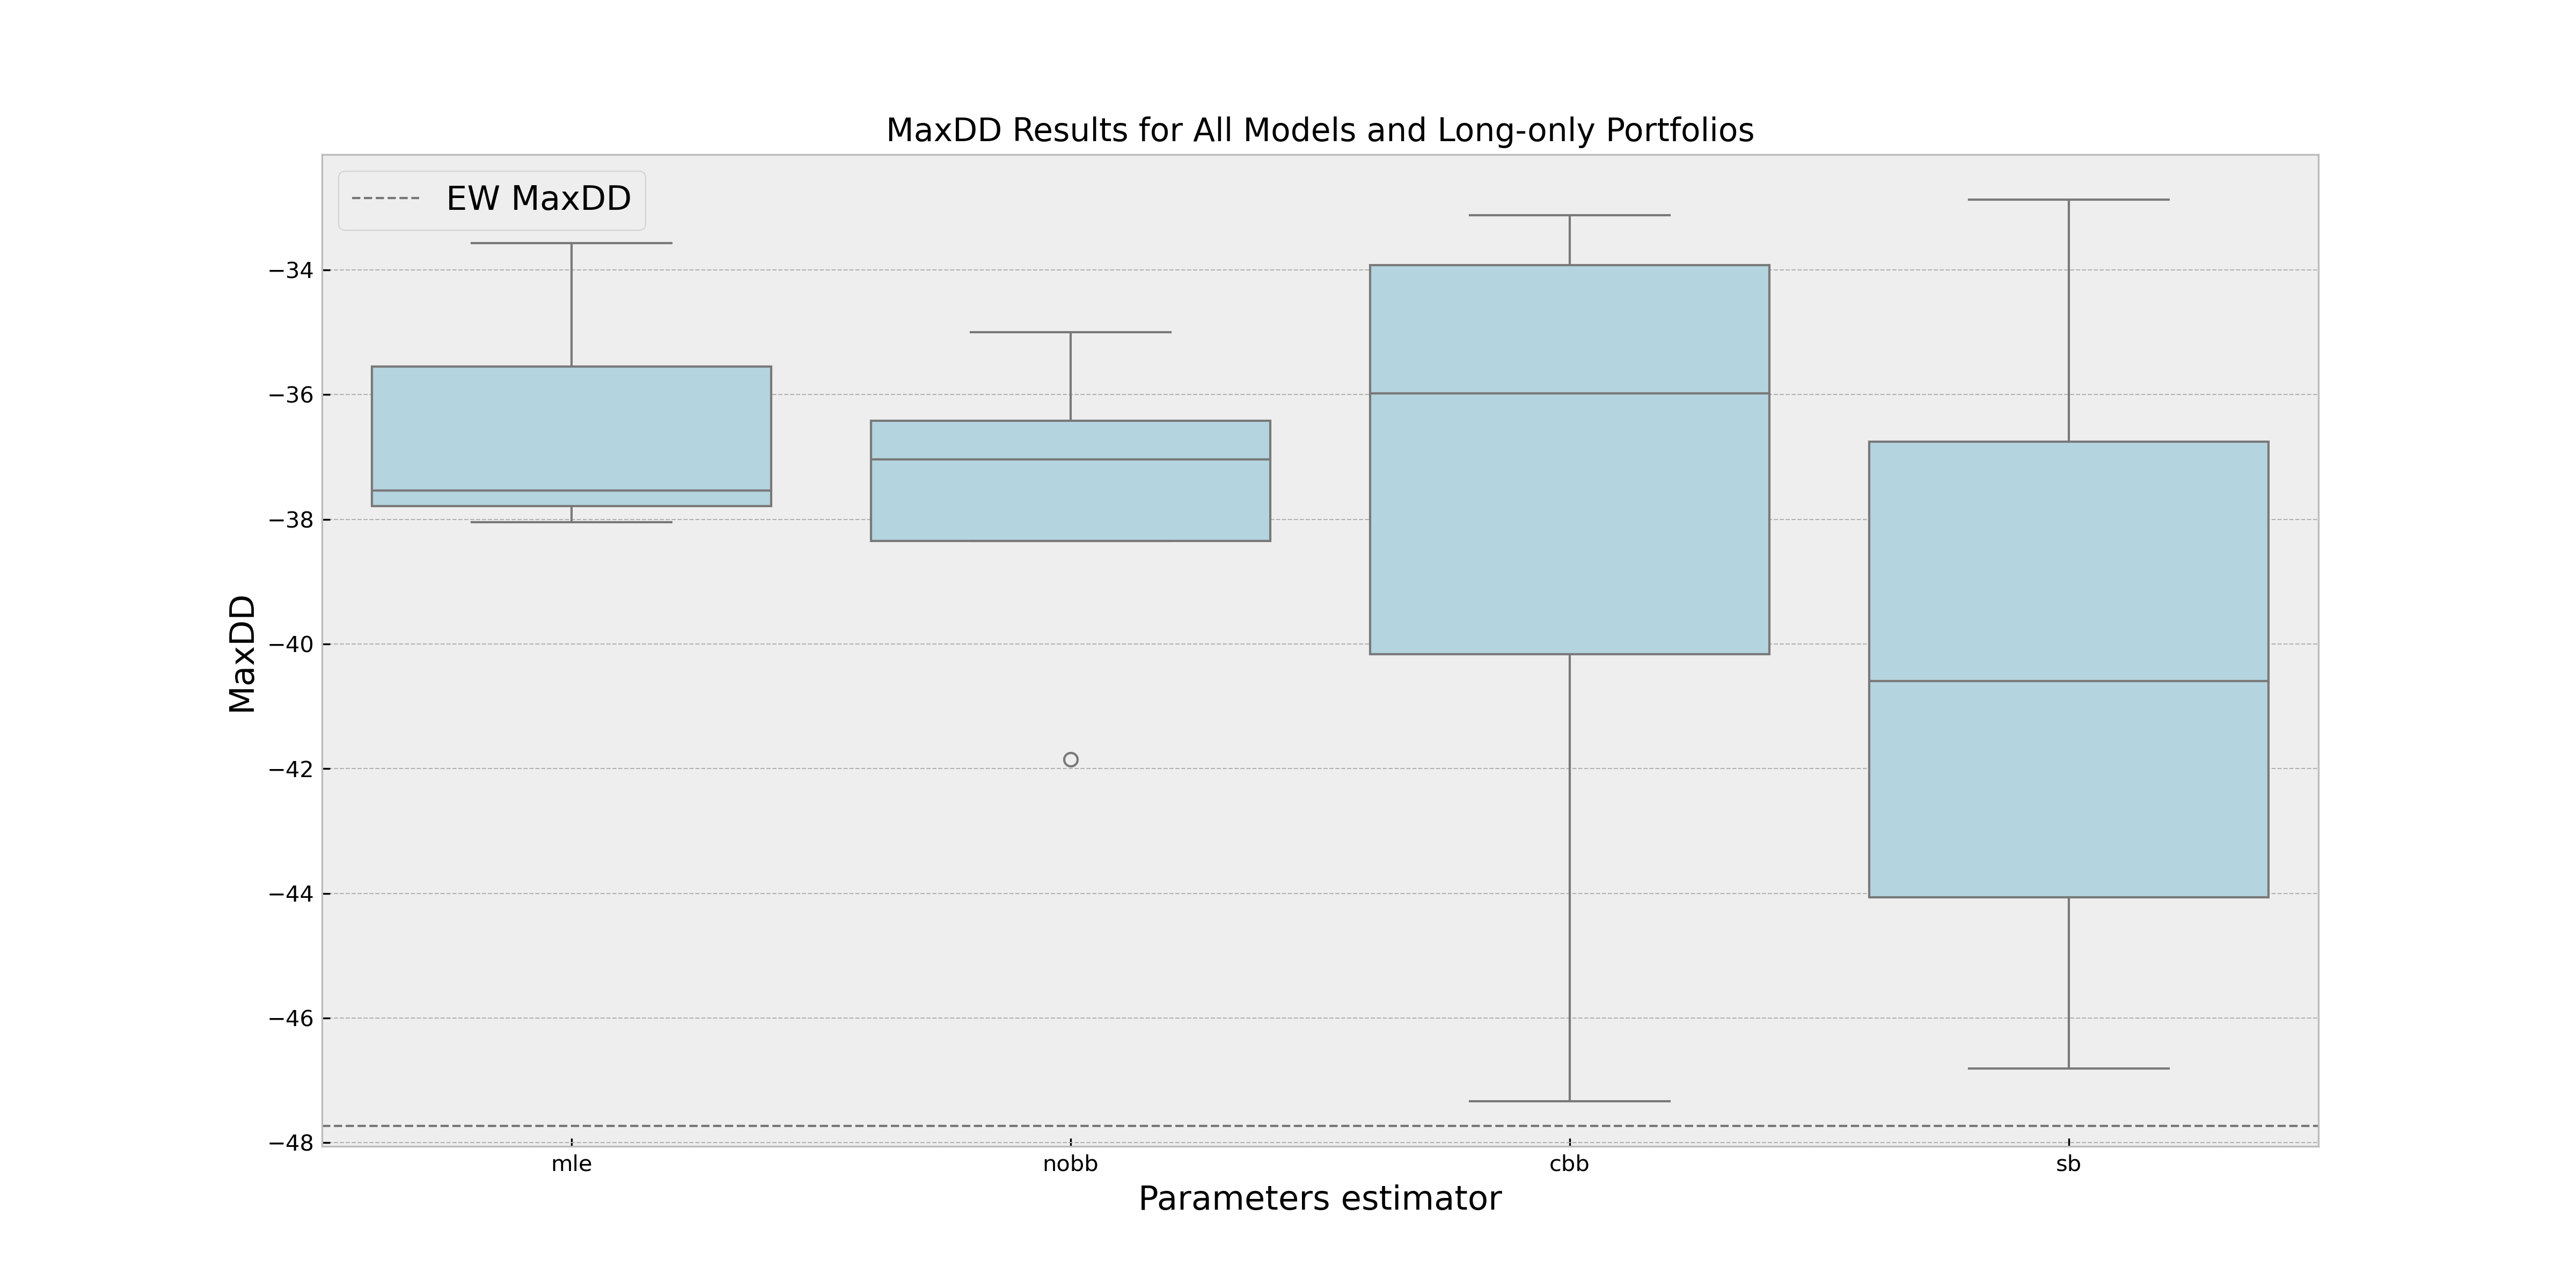 MaxDD Results for All Models and Long-only Portfolios
EW MaxDD
−34
−36
−38
−40
−42
−44
−46
−48
MaxDD
mle nobb cbb sb
Parameters estimator